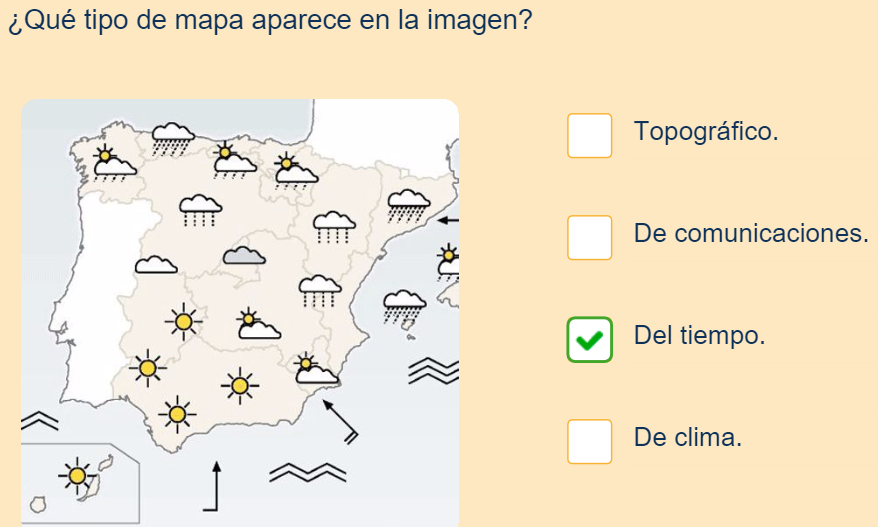 ¿Qué tipo de mapa aparece en la imagen?
Topográfico.
De comunicaciones.
Del tiempo.
De clima.